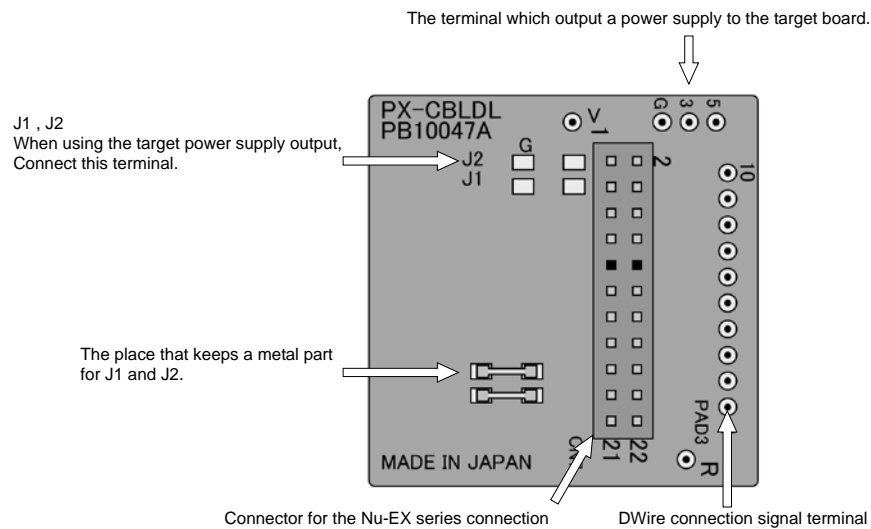 The terminal which output a power supply to the target board.
J1 , J2
When using the target power supply output,
Connect this terminal.
PX-CBLDL
PB10047A
V
G 3 5
G
J2
J1
1
2
10
The place that keeps a metal part
for J1 and J2.
PAD3
MADE IN JAPAN
21
22
R
Connector for the Nu-EX series connection
DWire connection signal terminal